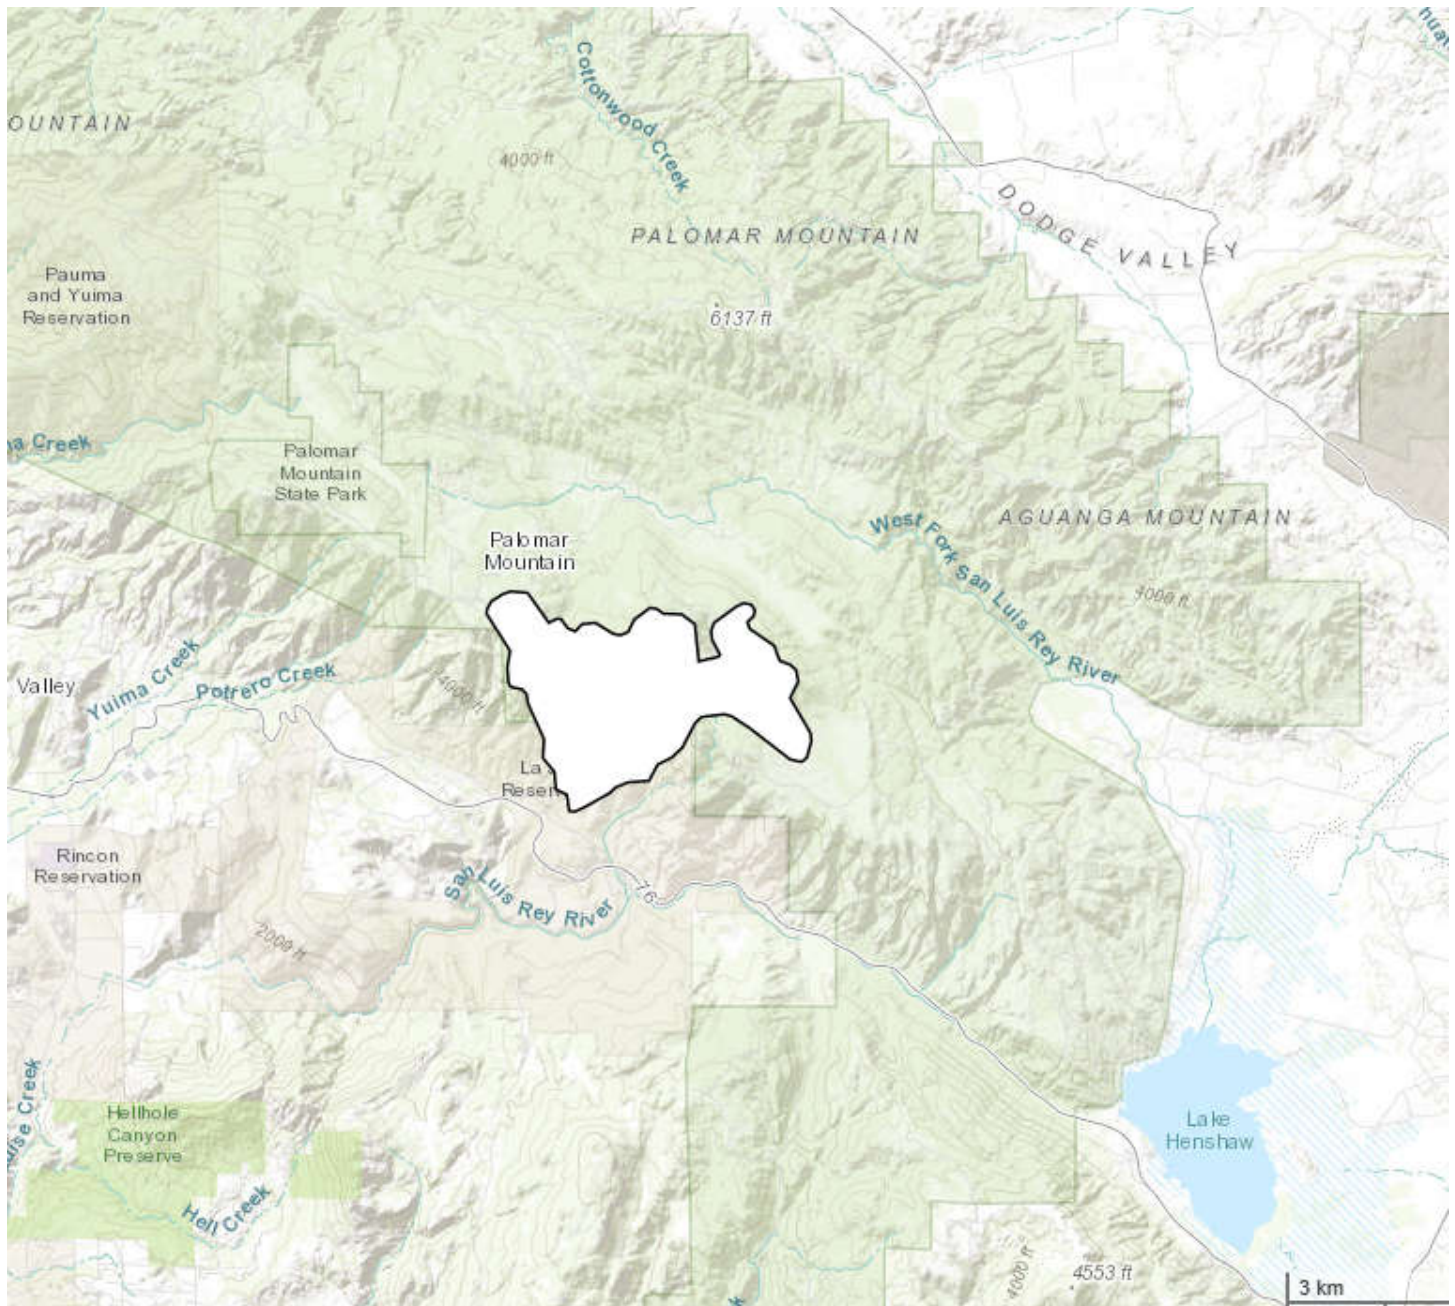 Cottonwood Creek
OUNTAIN
4000 ft
DODGE VALLEY
PALOMAR MOUNTAIN
Pauma
and Yuima
Reservation
6137 ft
Creek
Palomar
Mountain
State Park
AGUANGA MOUNTAIN
West Fork San Luis Rey River
Palomar
Mountain
4000 ft
Yuima Creek
Potrero Creek
Valley
4000 ft
La
Reser
Rincon
Reservation
San Luis Rey River
76
2000 ft
Hellhole
Canyon
Preserve
Creek
Lake
Henshaw
Hell Creek
4000 ft
4553 ft
3 km